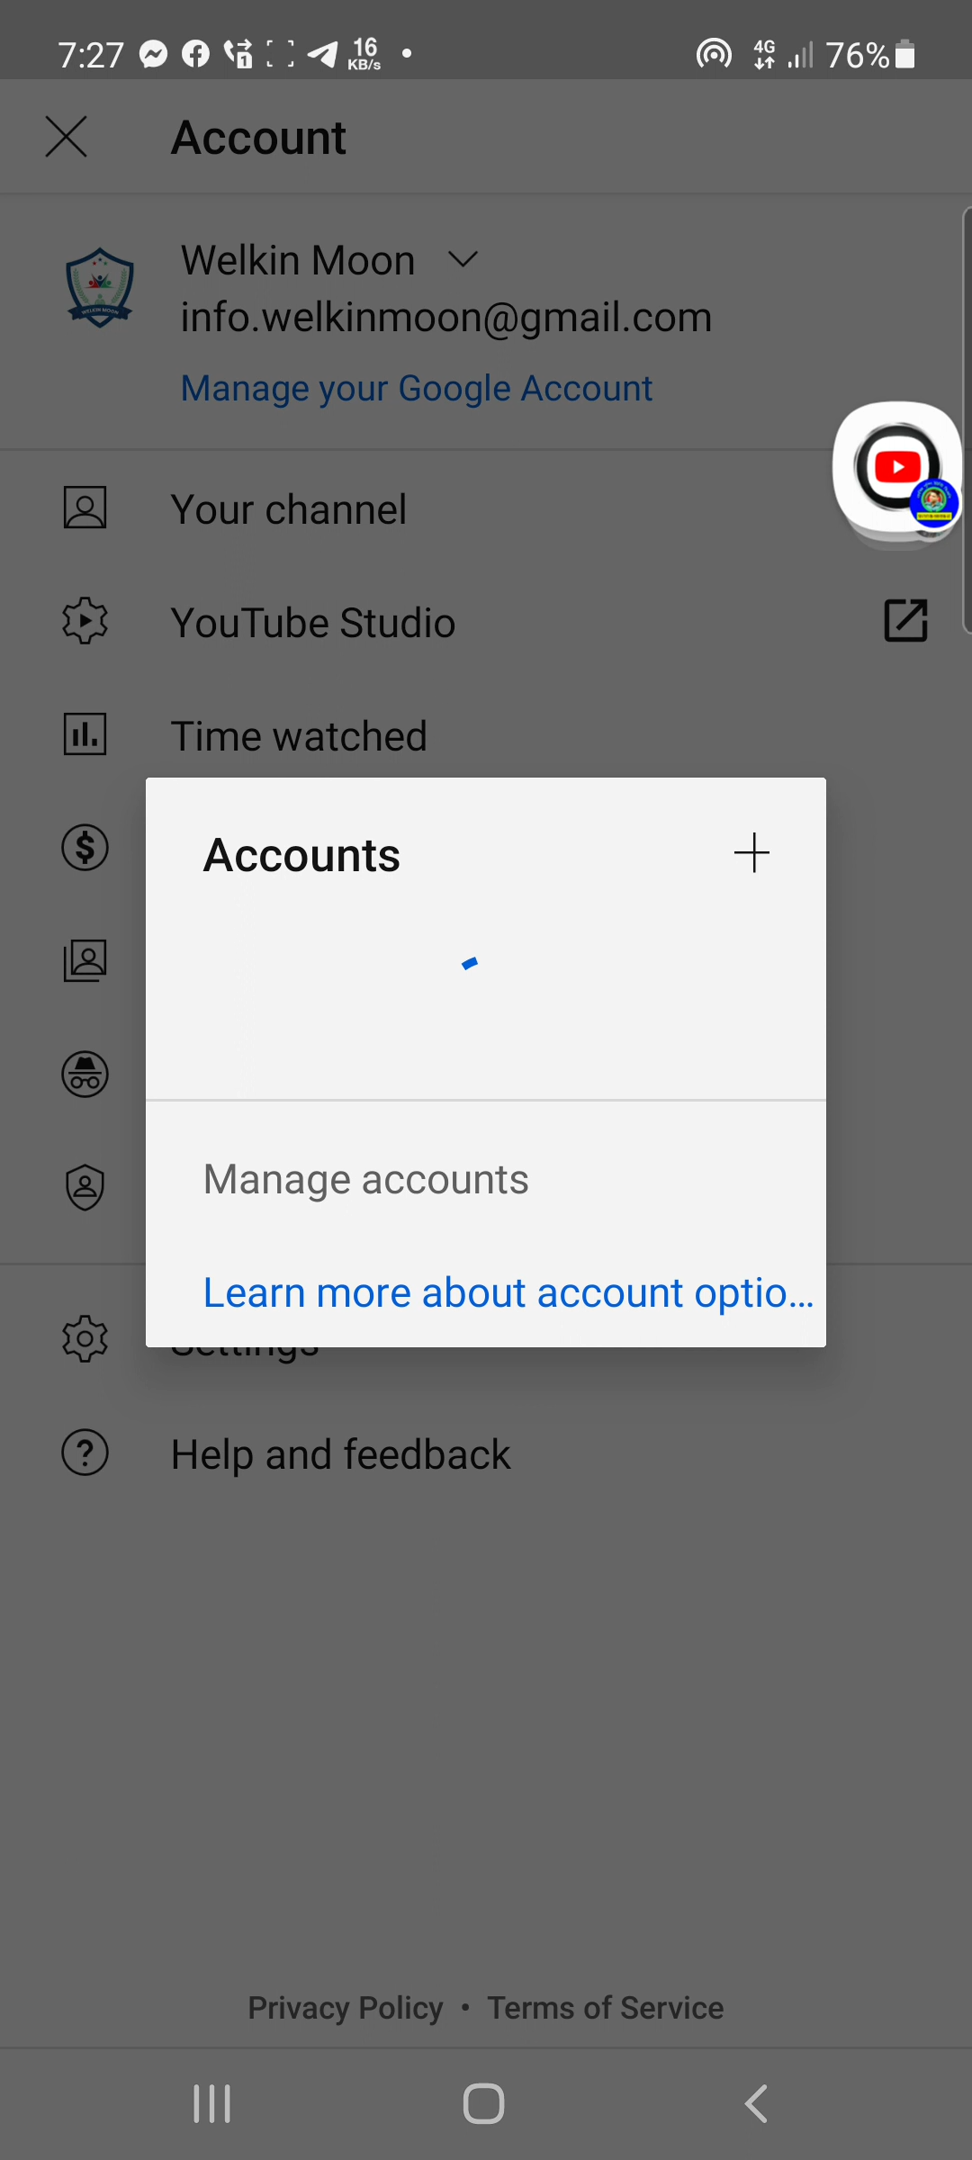 7:27 16 KB/s 4G 76%
Account
Welkin Moon
info.welkinmoon@gmail.com
Manage your Google Account
Your channel
YouTube Studio
Time watched
Accounts
Manage accounts
Learn more about account optio...
Settings
Help and feedback
Privacy Policy • Terms of Service